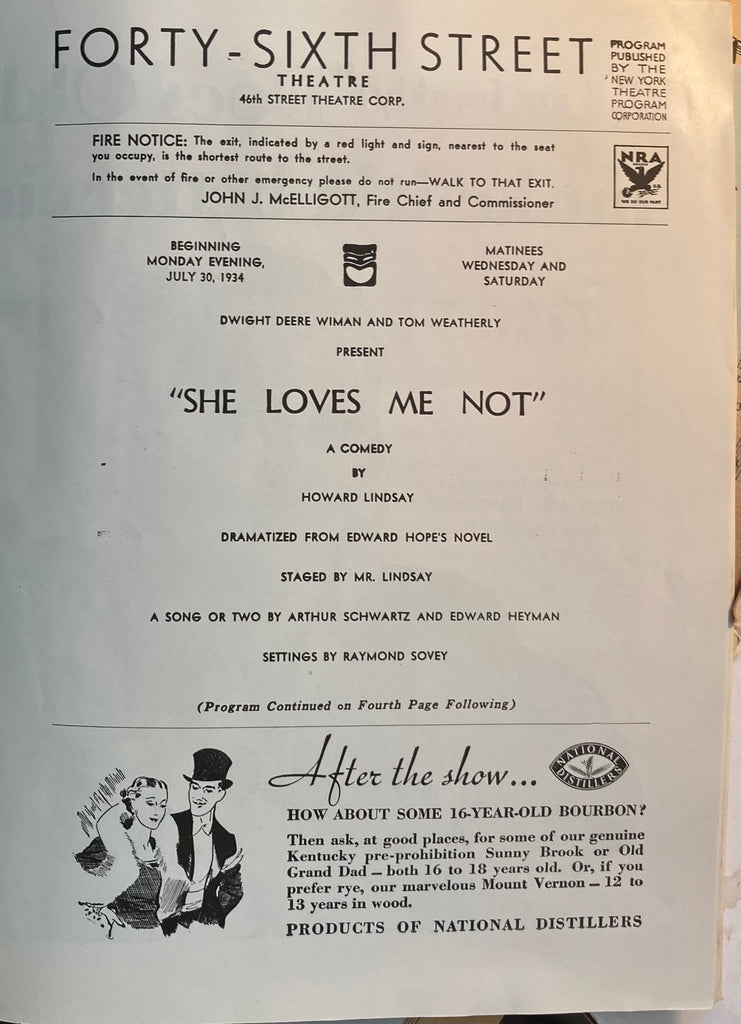 FORTY-SIXTH STREET
THEATRE
46th STREET THEATRE CORP.
PROGRAM
PUBLISHED
BY THE
NEW YORK
THEATRE
PROGRAM
CORPORATION
FIRE NOTICE: The exit, indicated by a red light and sign, nearest to the seat
you occupy, is the shortest route to the street.
In the event of fire or other emergency please do not run—WALK TO THAT EXIT.
JOHN J. McELLIGOTT, Fire Chief and Commissioner
NRA
MEMBER
U.S.
WE DO OUR PART
BEGINNING
MONDAY EVENING,
JULY 30, 1934
MATINEES
WEDNESDAY AND
SATURDAY
DWIGHT DEERE WIMAN AND TOM WEATHERLY
PRESENT
"SHE LOVES ME NOT"
A COMEDY
BY
HOWARD LINDSAY
DRAMATIZED FROM EDWARD HOPE'S NOVEL
STAGED BY MR. LINDSAY
A SONG OR TWO BY ARTHUR SCHWARTZ AND EDWARD HEYMAN
SETTINGS BY RAYMOND SOVEY
(Program Continued on Fourth Page Following)
After the show...
NATIONAL
DISTILLERS
HOW ABOUT SOME 16-YEAR-OLD BOURBON?
Then ask, at good places, for some of our genuine
Kentucky pre-prohibition Sunny Brook or Old
Grand Dad — both 16 to 18 years old. Or, if you
prefer rye, our marvelous Mount Vernon — 12 to
13 years in wood.
PRODUCTS OF NATIONAL DISTILLERS